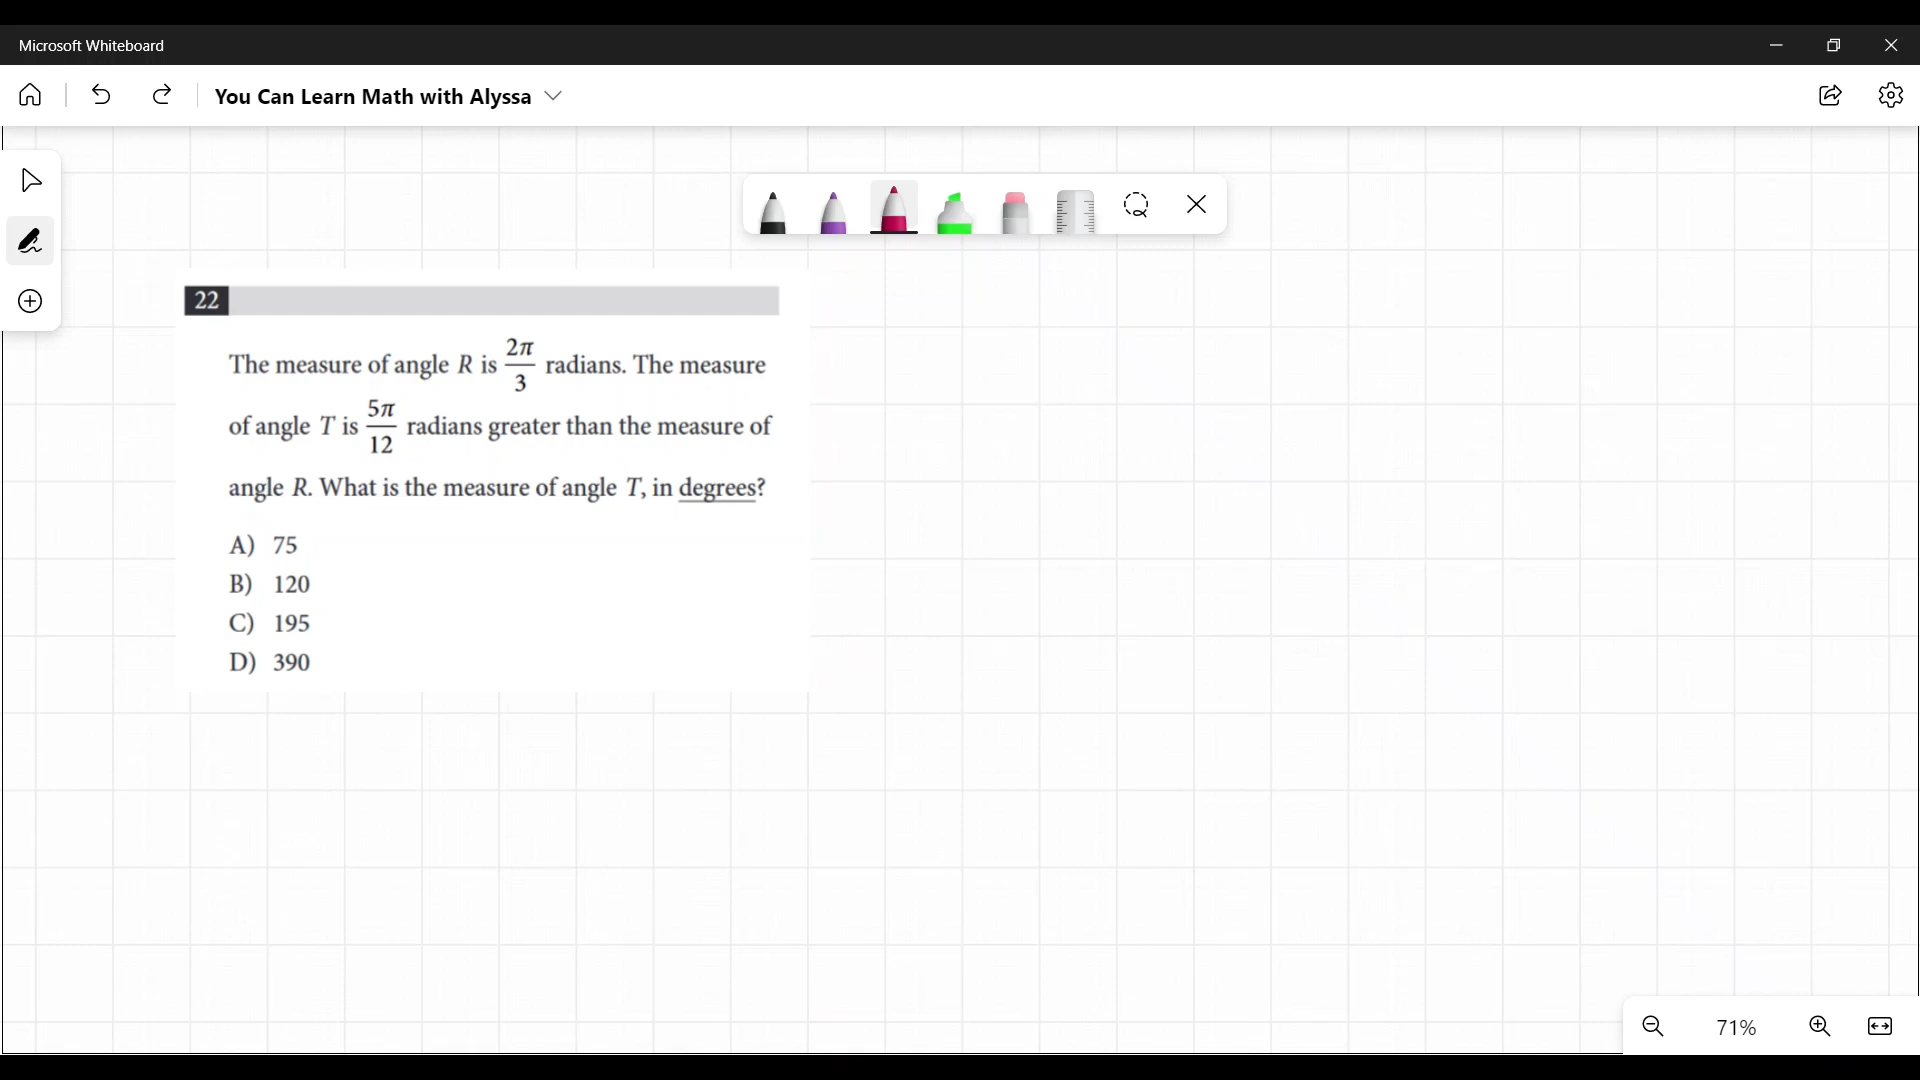 Microsoft Whiteboard
You Can Learn Math with Alyssa
22
The measure of angle R is 2π/3 radians. The measure
of angle T is 5π/12 radians greater than the measure of
angle R. What is the measure of angle T, in degrees?
A) 75
B) 120
C) 195
D) 390
71%